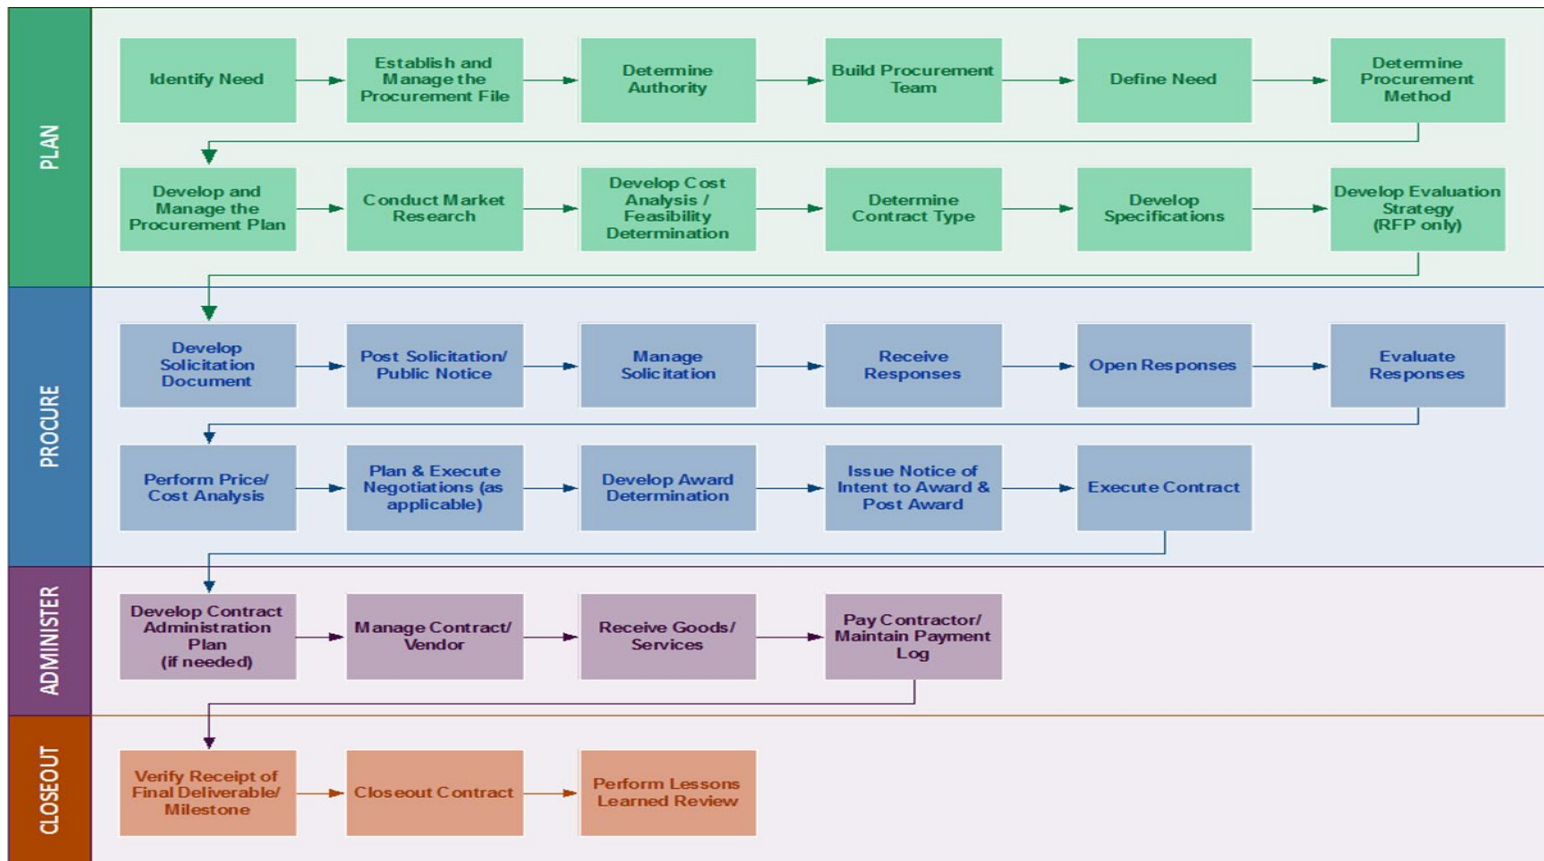 PLAN
Identify Need
Establish and
Manage the
Procurement File
Determine
Authority
Build Procurement
Team
Define Need
Determine
Procurement
Method
Develop and
Manage the
Procurement Plan
Conduct Market
Research
Develop Cost
Analysis /
Feasibility
Determination
Determine
Contract Type
Develop
Specifications
Develop Evaluation
Strategy
(RFP only)
PROCURE
Develop
Solicitation
Document
Post Solicitation/
Public Notice
Manage
Solicitation
Receive
Responses
Open Responses
Evaluate
Responses
Perform Price/
Cost Analysis
Plan & Execute
Negotiations (as
applicable)
Develop Award
Determination
Issue Notice of
Intent to Award &
Post Award
Execute Contract
ADMINISTER
Develop Contract
Administration
Plan
(if needed)
Manage Contract/
Vendor
Receive Goods/
Services
Pay Contractor/
Maintain Payment
Log
CLOSEOUT
Verify Receipt of
Final Deliverable/
Milestone
Closeout Contract
Perform Lessons
Learned Review